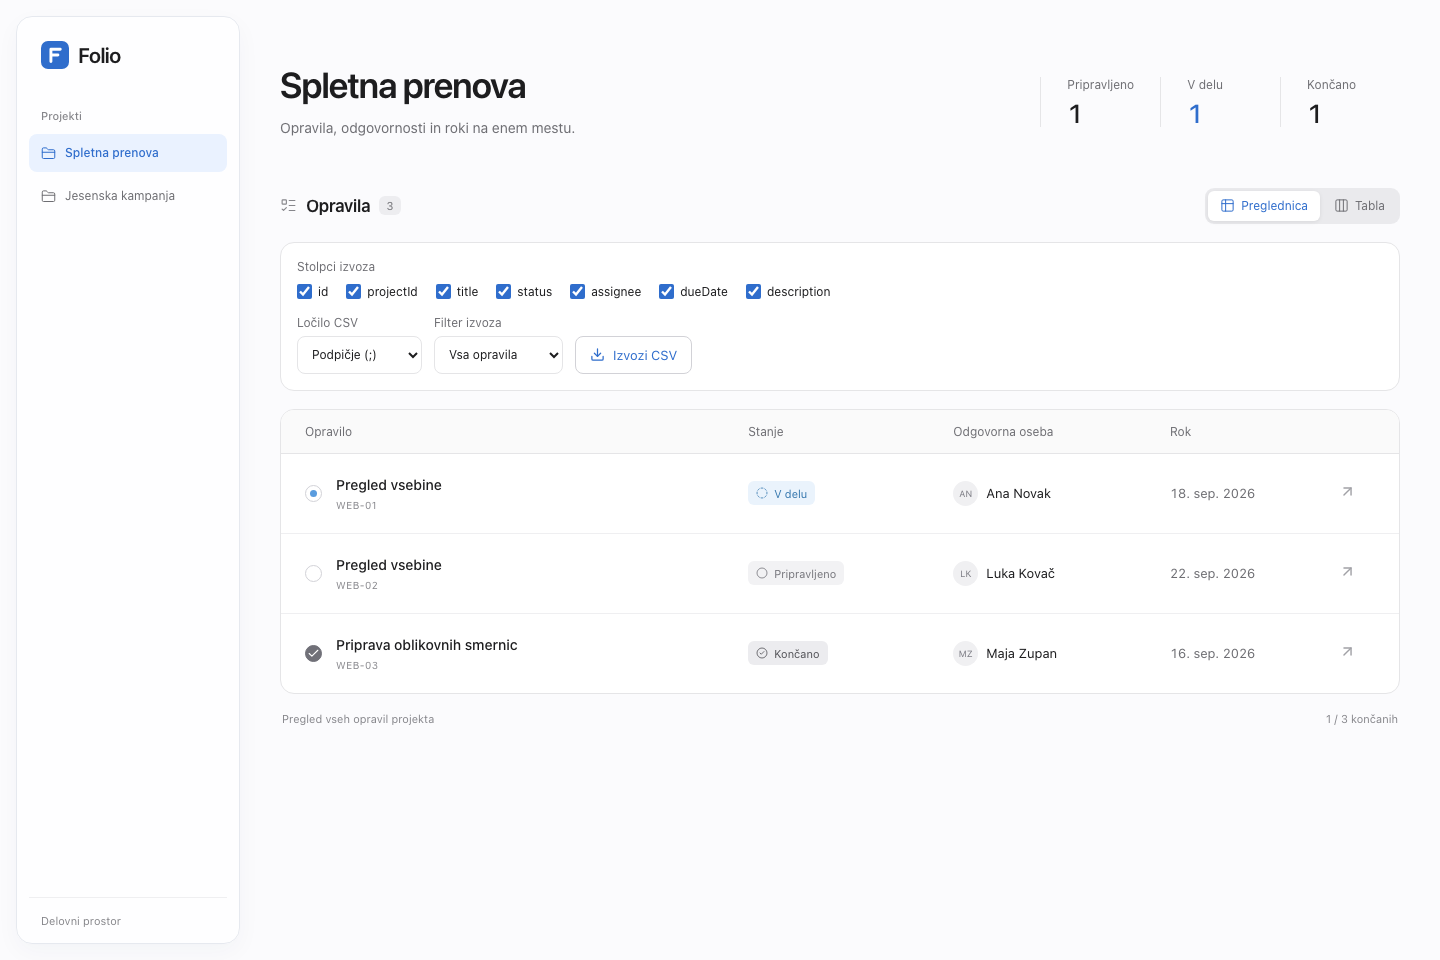 Folio
Projekti
Spletna prenova
Jesenska kampanja
Delovni prostor
Spletna prenova
Opravila, odgovornosti in roki na enem mestu.
Pripravljeno
1
V delu
1
Končano
1
Opravila 3
Preglednica Tabla
Stolpci izvoza
id projectId title status assignee dueDate description
Ločilo CSV Filter izvoza
Podpičje (;) Vsa opravila Izvozi CSV
Opravilo Stanje Odgovorna oseba Rok
Pregled vsebine
WEB-01
V delu AN Ana Novak 18. sep. 2026
Pregled vsebine
WEB-02
Pripravljeno LK Luka Kovač 22. sep. 2026
Priprava oblikovnih smernic
WEB-03
Končano MZ Maja Zupan 16. sep. 2026
Pregled vseh opravil projekta 1 / 3 končanih